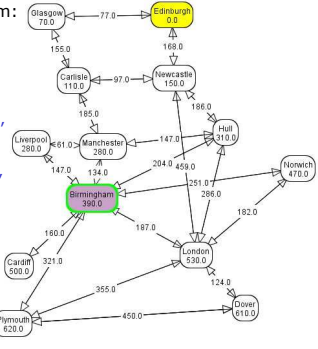 m:
Glasgow
70.0
77.0
Edinburgh
0.0
155.0
168.0
Carlisle
110.0
97.0
Newcastle
150.0
185.0
186.0
,
Liverpool
280.0
61.0
Manchester
280.0
147.0
Hull
310.0
204.0
459.0
Norwich
470.0
147.0
134.0
,
251.0
286.0
Birmingham
390.0
182.0
187.0
160.0
London
530.0
Cardiff
500.0
321.0
124.0
355.0
Dover
610.0
450.0
Plymouth
620.0